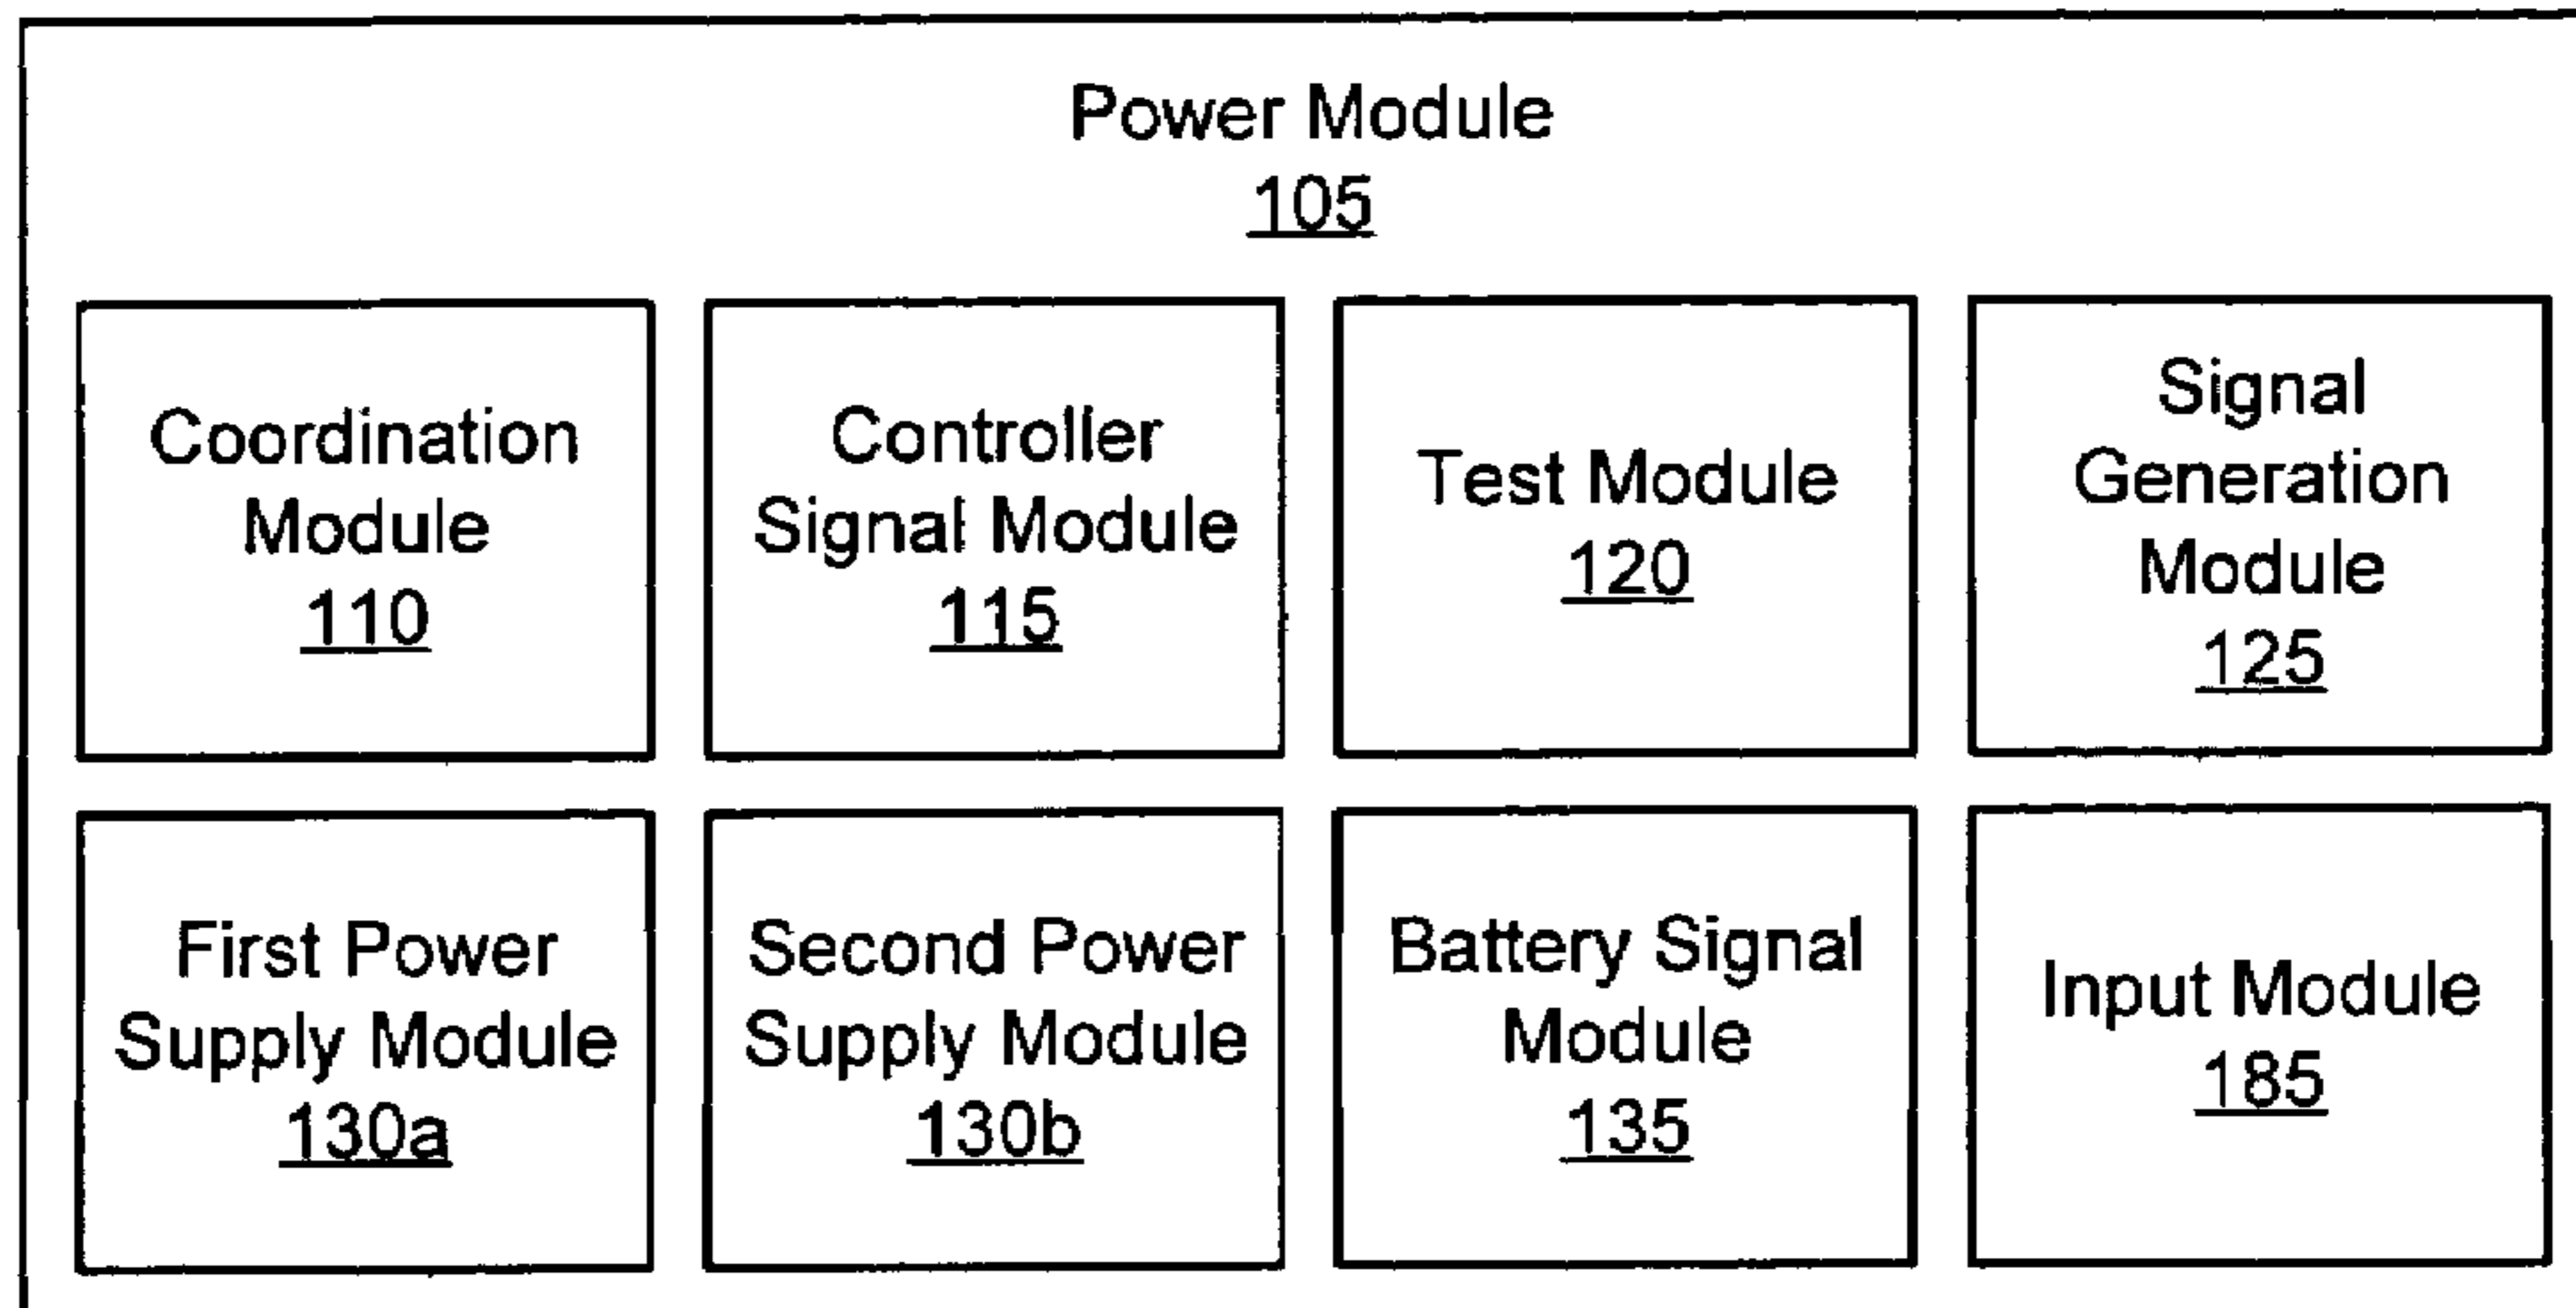 Power Module
105
Coordination
Module
110
Controller
Signal Module
115
Test Module
120
Signal
Generation
Module
125
First Power
Supply Module
130a
Second Power
Supply Module
130b
Battery Signal
Module
135
Input Module
185